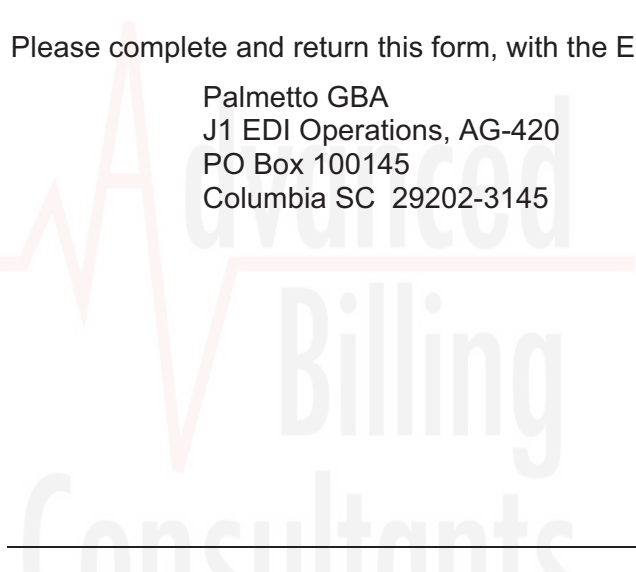 Please complete and return this form, with the E
Palmetto GBA
J1 EDI Operations, AG-420
PO Box 100145
Columbia SC 29202-3145
Advanced
Billing
Consultants